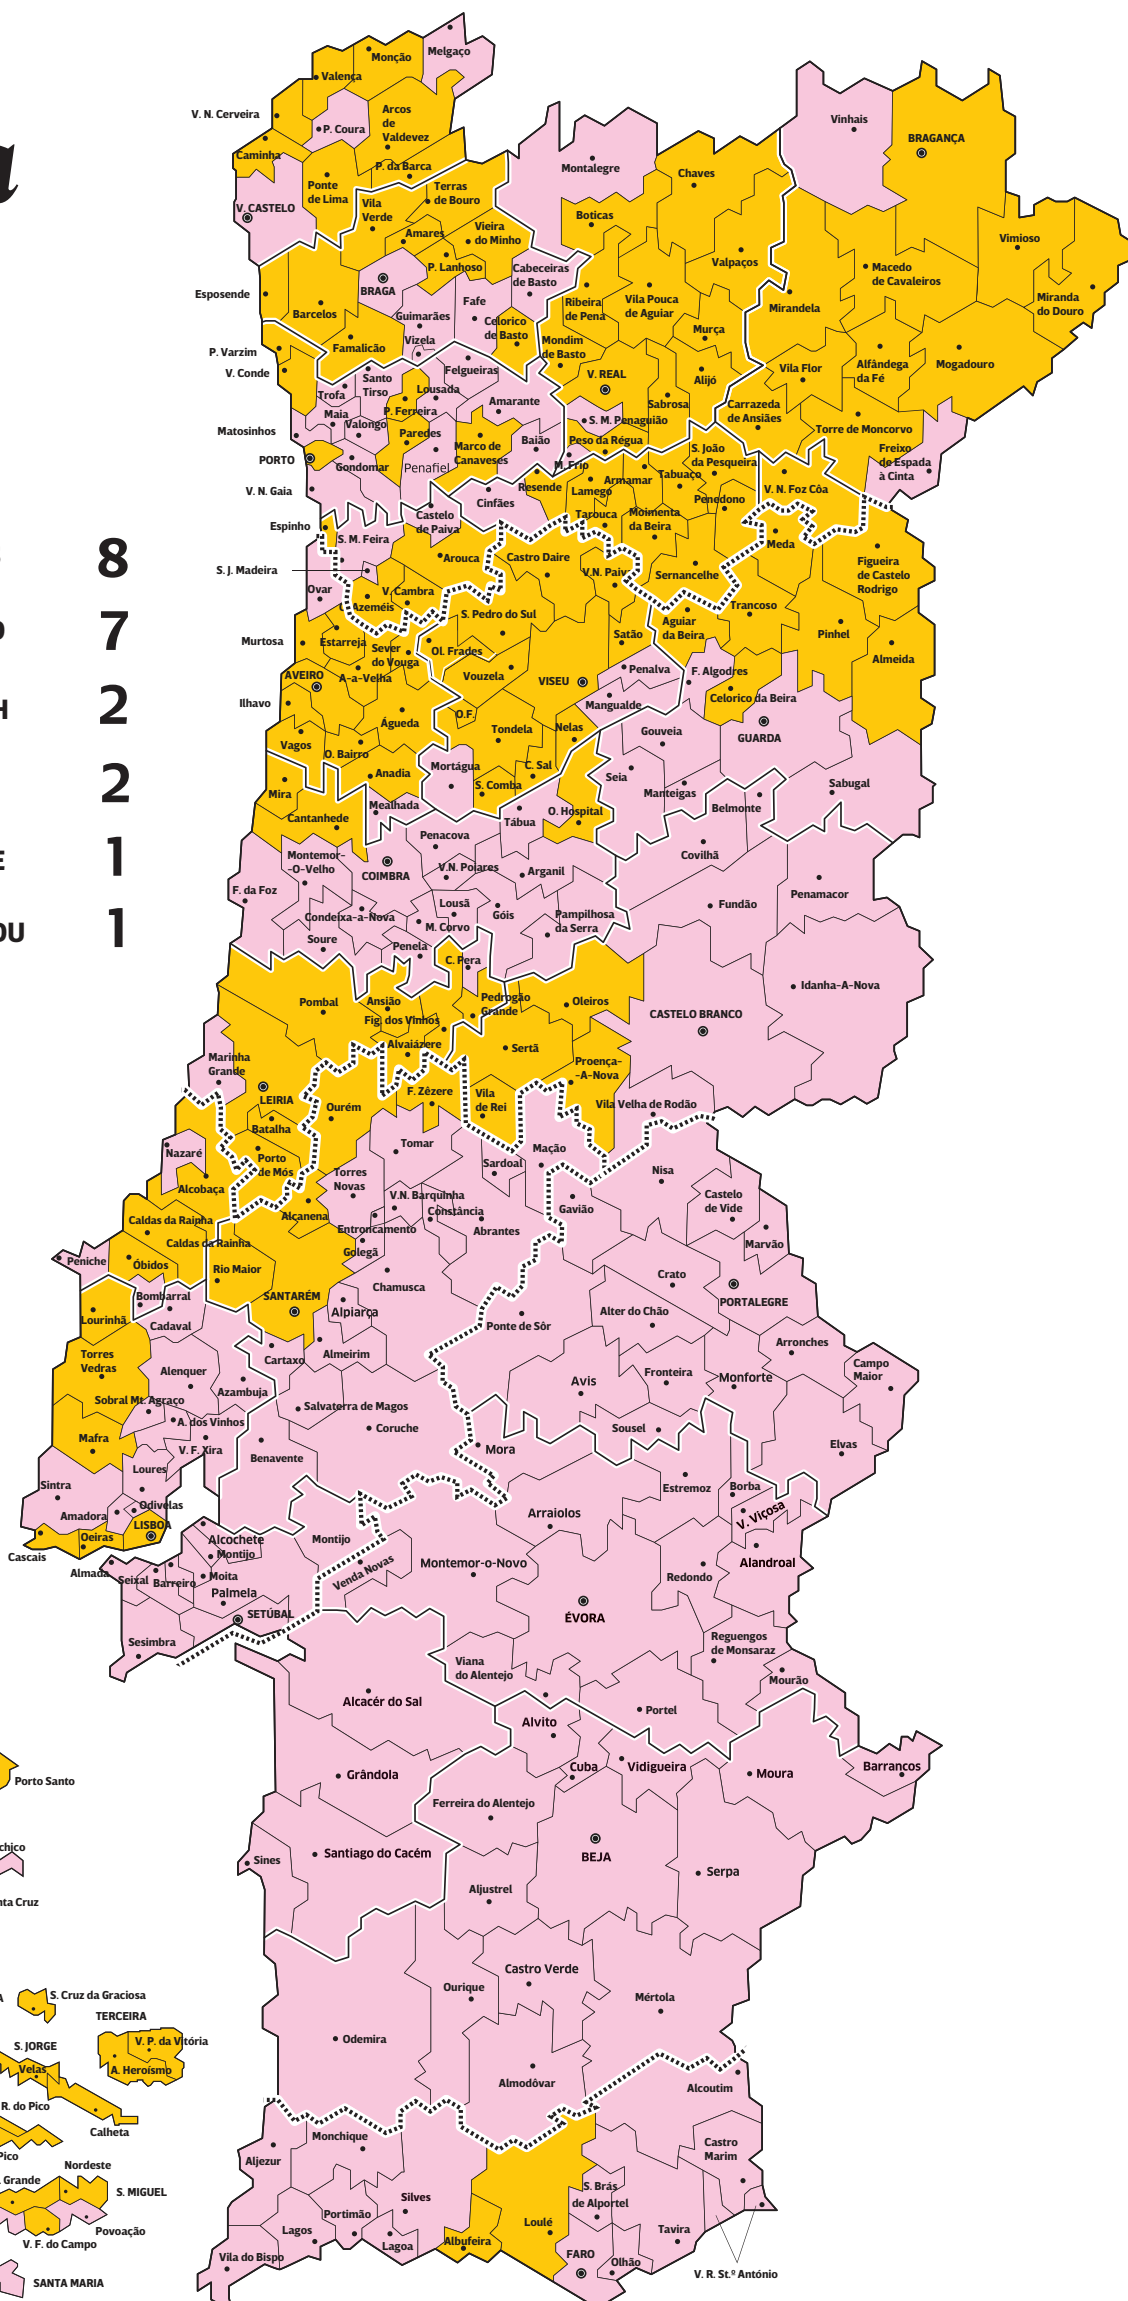 a
Melgaço
Monção
Valença
V. N. Cerveira
P. Coura
Arcos
de
Valdevez
Caminha
P. da Barca
Ponte
de Lima
Terras
de Bouro
V. CASTELO
Vila
Verde
Amares
Vieira
do Minho
P. Lanhoso
BRAGA
Esposende
Barcelos
Cabeceiras
de Basto
Fafe
Guimarães
Celorico
de Basto
Vizela
Famalicão
Mondim
de Basto
P. Varzim
V. Conde
Felgueiras
Santo
Tirso
Trofa
Lousada
P. Ferreira
Amarante
Maia
Valongo
Matosinhos
Paredes
Marco de
Canaveses
Baião
PORTO
Gondomar
Penafiel
V. N. Gaia
Montalegre
Boticas
Chaves
Vinhais
BRAGANÇA
Valpaços
Vimioso
Macedo
de Cavaleiros
Miranda
do Douro
Mirandela
Ribeira
de Pena
Vila Pouca
de Aguiar
Murça
V. REAL
Alijó
Vila Flor
Alfândega
da Fé
Mogadouro
Sabrosa
Carrazeda
de Ansiães
S. M. Penaguião
Torre de Moncorvo
Peso da Régua
M. Frio
Freixo
de Espada
à Cinta
S. João
da Pesqueira
Resende
Lamego
Armamar
Tabuaço
Penedono
V. N. Foz Côa
Cinfães
Castelo
de Paiva
Tarouca
Moimenta
da Beira
Meda
Espinho
S. M. Feira
Arouca
Castro Daire
V.N. Paiva
Sernancelhe
Figueira
de Castelo
Rodrigo
S. J. Madeira
Ovar
O. Azeméis
V. Cambra
S. Pedro do Sul
Trancoso
Aguiar
da Beira
Pinhel
Almeida
Murtosa
Estarreja
Sever
do Vouga
Ol. Frades
Satão
AVEIRO
A-a-Velha
Vouzela
VISEU
Penalva
F. Algodres
Celorico da Beira
Ilhavo
Águeda
O.F.
Mangualde
GUARDA
Vagos
O. Bairro
Tondela
Nelas
Gouveia
Mira
Anadia
Mortágua
C. Sal
S. Comba
Seia
Manteigas
Sabugal
Mealhada
Cantanhede
Tábua
O. Hospital
Belmonte
Penacova
Covilhã
Montemor-
-O-Velho
COIMBRA
V.N. Poiares
Arganil
Penamacor
F. da Foz
Condeixa-a-Nova
Lousã
M. Corvo
Góis
Pampilhosa
da Serra
Fundão
Soure
Penela
C. Pera
Idanha-A-Nova
Pombal
Ansião
Pedrogão
Grande
Oleiros
Fig. dos Vinhos
CASTELO BRANCO
Alvaiázere
Sertã
Marinha
Grande
LEIRIA
F. Zêzere
Vila
de Rei
Proença-
-A-Nova
Ourém
Vila Velha de Rodão
Batalha
Nazaré
Porto
de Mós
Tomar
Mação
Sardoal
Nisa
Alcobaça
Torres
Novas
Castelo
de Vide
Caldas da Rainha
Alcanena
V.N. Barquinha
Constância
Gavião
Marvão
Caldas da Rainha
Entroncamento
Abrantes
Golegã
Peniche
Óbidos
Rio Maior
Crato
PORTALEGRE
Bombarral
SANTARÉM
Chamusca
Alpiarça
Alter do Chão
Lourinhã
Cadaval
Ponte de Sôr
Arronches
Torres
Vedras
Alenquer
Cartaxo
Almeirim
Campo
Maior
Sobral Mt. Agraço
Azambuja
Salvaterra de Magos
Avis
Fronteira
Monforte
A. dos Vinhos
Coruche
Sousel
Mafra
V. F. Xira
Benavente
Mora
Elvas
Sintra
Loures
Estremoz
Borba
V. Viçosa
Amadora
Odivelas
Arraiolos
LISBOA
Oeiras
Cascais
Alcochete
Montijo
Montijo
Alandroal
Almada
Seixal
Barreiro
Moita
Venda Novas
Montemor-o-Novo
Redondo
Palmela
ÉVORA
SETÚBAL
Sesimbra
Reguengos
de Monsaraz
Viana
do Alentejo
Mourão
Alcacér do Sal
Portel
Alvito
Grândola
Cuba
Vidigueira
Moura
Barrancos
Ferreira do Alentejo
Santiago do Cacém
BEJA
Serpa
Sines
Aljustrel
Castro Verde
Ourique
Mértola
Odemira
Almodôvar
Alcoutim
Monchique
Castro
Marim
Aljezur
Silves
S. Brás
de Alportel
Portimão
Loulé
Tavira
Lagos
Lagoa
Albufeira
FARO
Olhão
Vila do Bispo
V. R. St.º António
8
O 7
H 2
2
E 1
OU 1
Porto Santo
chico
nta Cruz
A
S. Cruz da Graciosa
TERCEIRA
S. JORGE
V. P. da Vitória
Velas
A. Heroísmo
R. do Pico
Calheta
Pico
Nordeste
. Grande
S. MIGUEL
Povoação
V. F. do Campo
SANTA MARIA